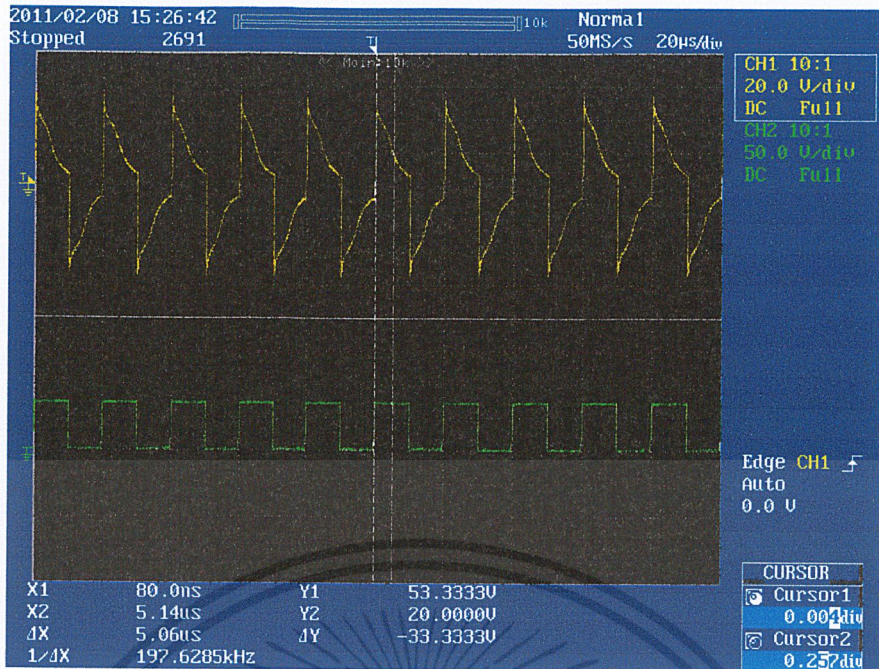 2011/02/08 15:26:42
Normal
Stopped 2691
10k
50MS/s 20µs/div
T
<< Main:10k >>
CH1 10:1
20.0 V/div
DC Full
CH2 10:1
50.0 V/div
DC Full
T
Edge CH1
Auto
0.0 V
X1 80.0ns Y1 53.3333V
X2 5.14us Y2 20.0000V
ΔX 5.06us ΔY -33.3333V
1/ΔX 197.6285kHz
CURSOR
Cursor1
0.004div
Cursor2
0.257div